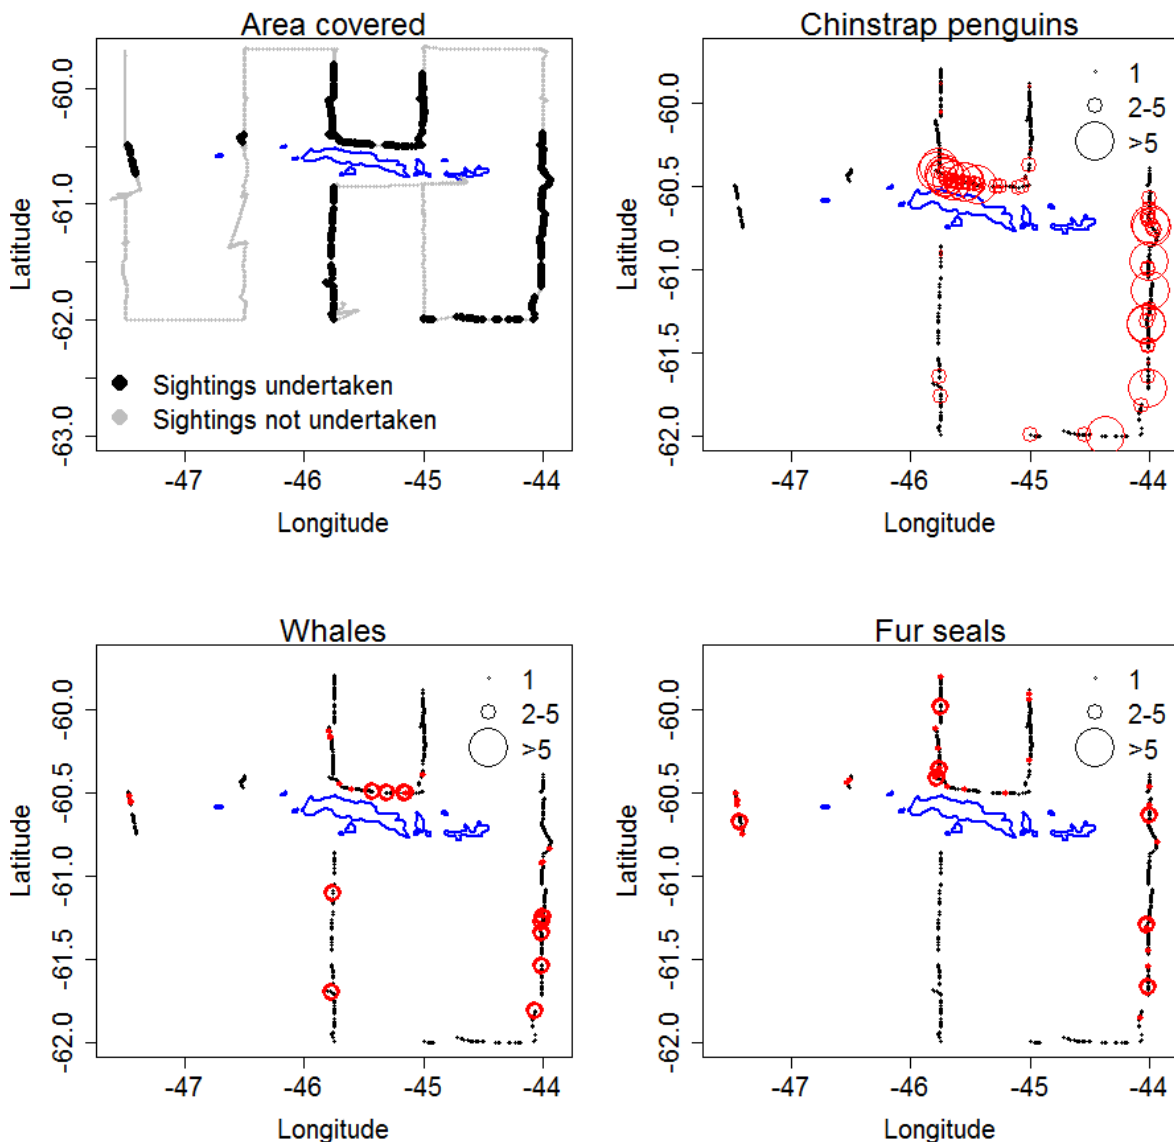 Area covered
Latitude
-60.0
-61.0
-62.0
-63.0
Sightings undertaken
Sightings not undertaken
-47 -46 -45 -44
Longitude
Chinstrap penguins
Latitude
-60.0
-60.5
-61.0
-61.5
-62.0
1
2-5
>5
-47 -46 -45 -44
Longitude
Whales
Latitude
-60.0
-60.5
-61.0
-61.5
-62.0
1
2-5
>5
-47 -46 -45 -44
Longitude
Fur seals
Latitude
-60.0
-60.5
-61.0
-61.5
-62.0
1
2-5
>5
-47 -46 -45 -44
Longitude